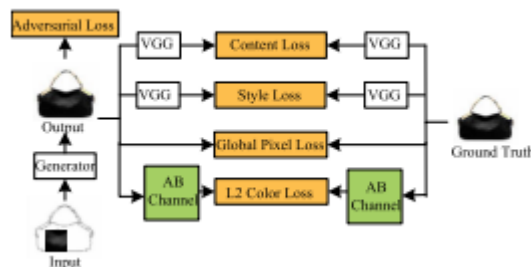 Adversarial Loss
VGG
Content Loss
VGG
VGG
Style Loss
VGG
Output
Global Pixel Loss
Ground Truth
Generator
AB
Channel
L2 Color Loss
AB
Channel
Input